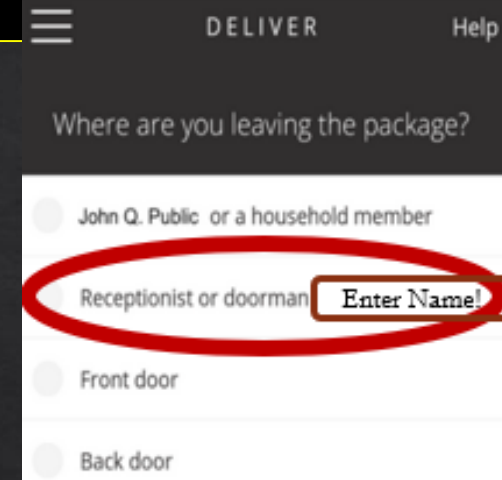 DELIVER Help
Where are you leaving the package?
John Q. Public or a household member
Receptionist or doorman Enter Name!
Front door
Back door